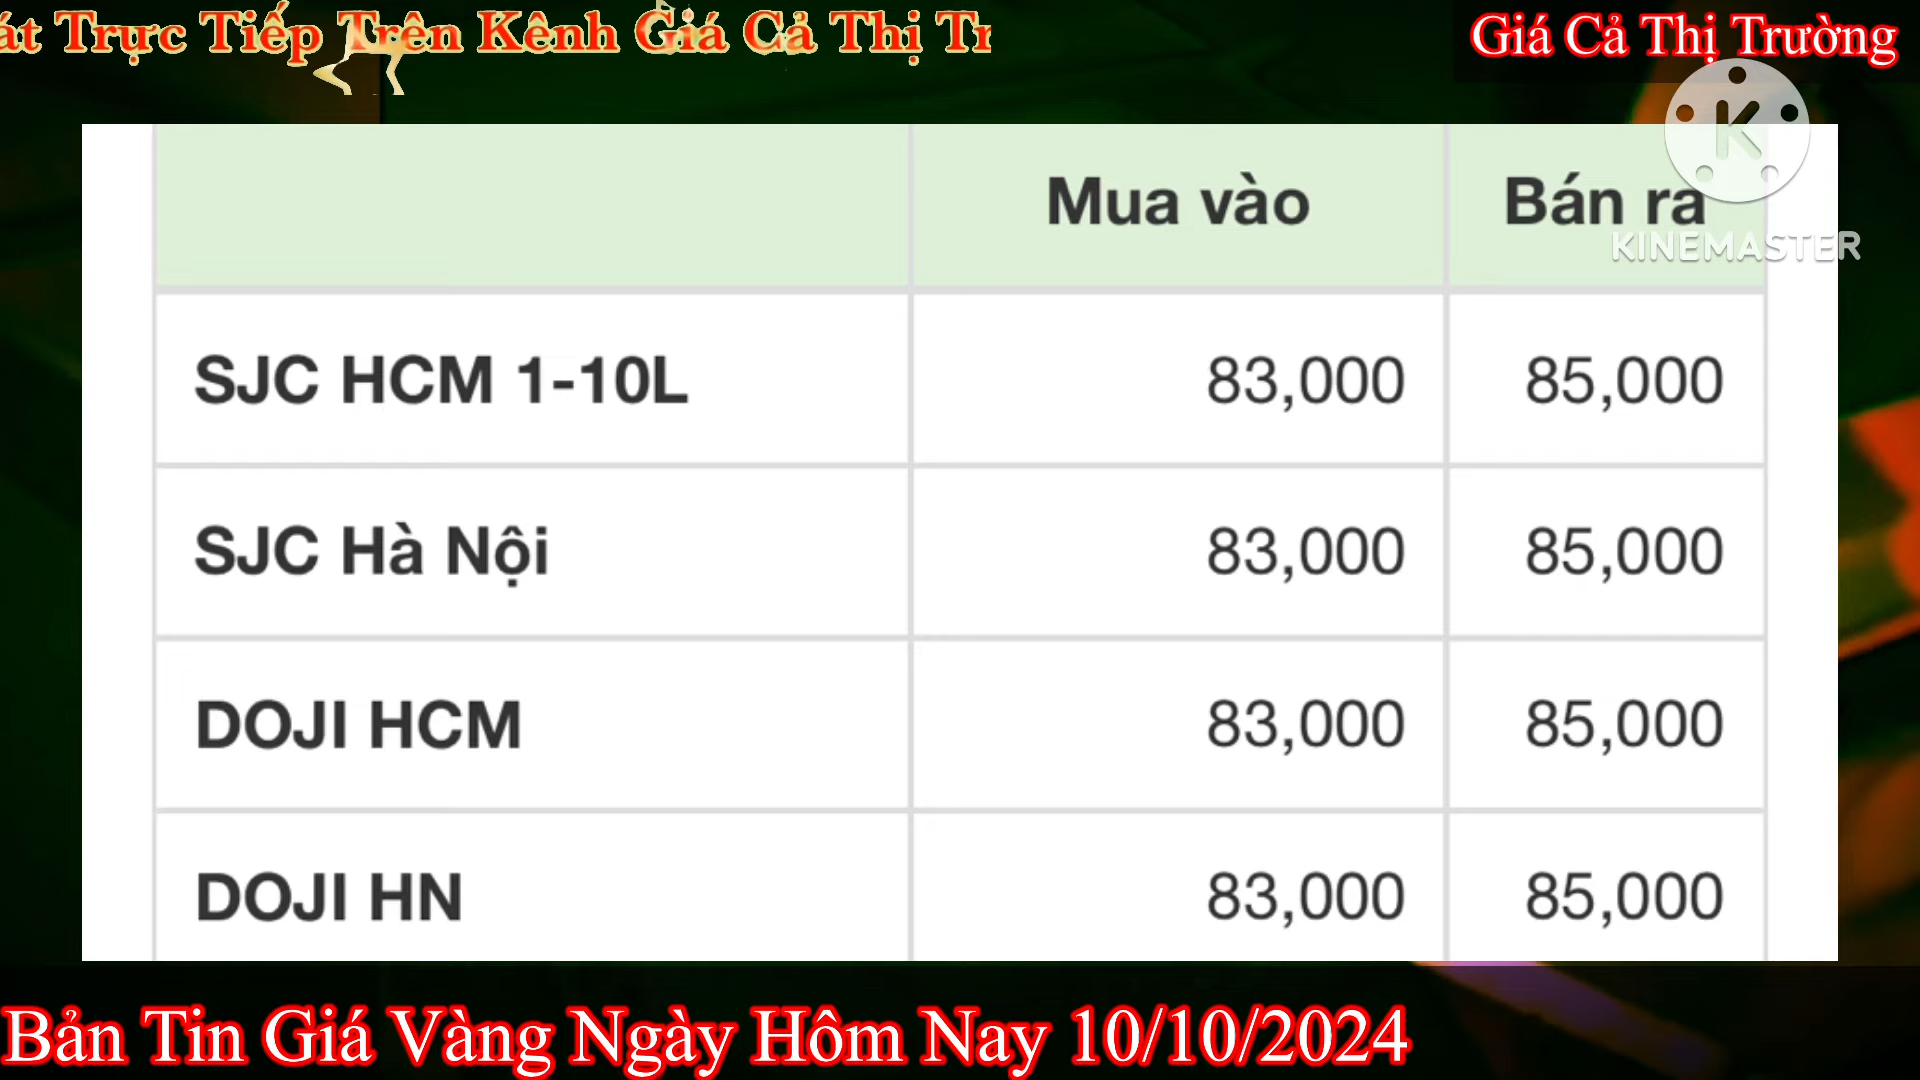 át Trực Tiếp Trên Kênh Giá Cả Thị Tr
Giá Cả Thị Trường
Mua vào Bán ra
KINEMASTER
SJC HCM 1-10L 83,000 85,000
SJC Hà Nội 83,000 85,000
DOJI HCM 83,000 85,000
DOJI HN 83,000 85,000
Bản Tin Giá Vàng Ngày Hôm Nay 10/10/2024